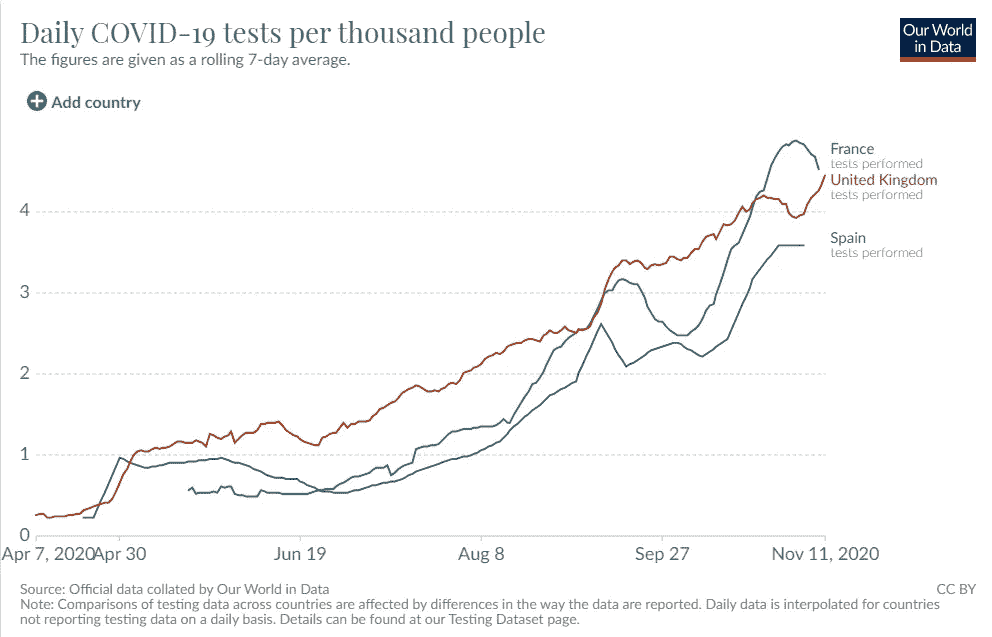 Daily COVID-19 tests per thousand people
The figures are given as a rolling 7-day average.
Our World
in Data
Add country
France
tests performed
United Kingdom
tests performed
Spain
tests performed
4
3
2
1
0
Apr 7, 2020
Apr 30
Jun 19
Aug 8
Sep 27
Nov 11, 2020
Source: Official data collated by Our World in Data
CC BY
Note: Comparisons of testing data across countries are affected by differences in the way the data are reported. Daily data is interpolated for countries
not reporting testing data on a daily basis. Details can be found at our Testing Dataset page.